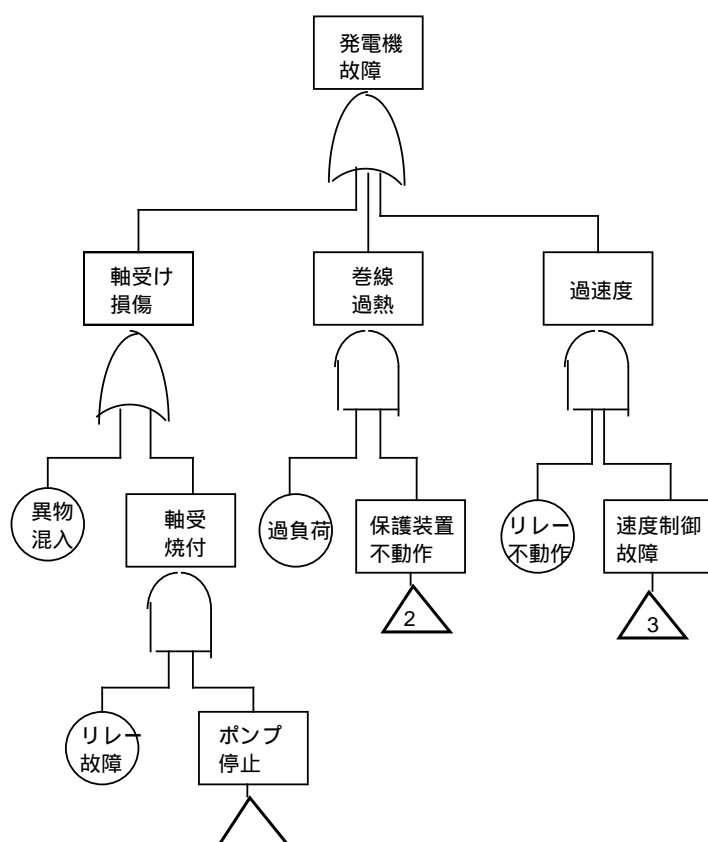 発電機
故障
軸受け
損傷
巻線
過熱
過速度
異物
混入
軸受
焼付
過負荷
保護装置
不動作
リレー
不動作
速度制御
故障
2
3
リレー
故障
ポンプ
停止